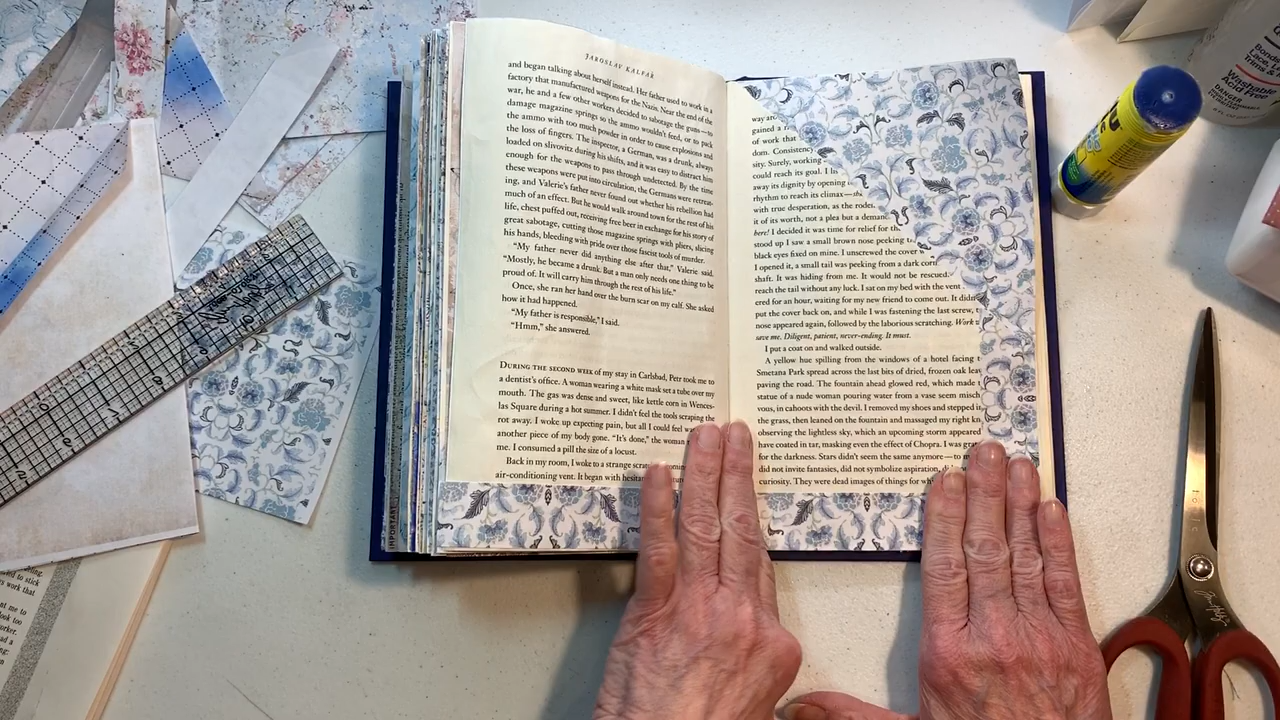 JAROSLAV KALFAŘ
and began talking about herself instead. Her father used to work in a
factory that manufactured weapons for the Nazis. Near the end of the
war, he and a few other workers decided to sabotage the guns—to
damage magazine springs so the ammo wouldn't feed, or to pack
the ammo with too much powder in order to cause explosions and
the loss of fingers. The inspector, a German, was a drunk, always
loaded on slivovitz during his shifts, and it was easy to distract him
enough for the weapons to pass through undetected. By the time
these weapons were put into circulation, the Germans were retreat-
ing, and Valerie's father never found out whether his rebellion had
much of an effect. But he would walk around town for the rest of his
life, chest puffed out, receiving free beer in exchange for his story of
great sabotage, cutting those magazine springs with pliers, slicing
his hands, bleeding with pride over those fascist tools of murder.
"My father never did anything else after that," Valerie said.
"Mostly, he became a drunk. But a man only needs one thing to be
proud of. It will carry him through the rest of his life."
Once, she ran her hand over the burn scar on my calf. She asked
how it had happened.
"My father is responsible," I said.
"Hmm," she answered.
DURING THE SECOND WEEK of my stay in Carlsbad, Petr took me to
a dentist's office. A woman wearing a white mask set a tube over my
mouth. The gas was dense and sweet, like kettle corn in Wences-
las Square during a hot summer. I didn't feel the tools scraping the
rot away. I woke up expecting pain, but all I could feel was
another piece of my body gone. "It's done," the woman
me. I consumed a pill the size of a locust.
Back in my room, I woke to a strange
air-conditioning vent. It began with
way
gained a
of work that
dom. Consistency
sity. Surely, working
could reach its goal. I
away its dignity by opening
rhythm to reach its climax—
with true desperation, as the
of its worth, not a plea but a
here! I decided it was time for relief for the
stood up I saw a small brown nose peeking
black eyes fixed on mine. I unscrewed the cover
I opened it, a small tail was peeking from a dark
shaft. It was hiding from me. It would not be rescued.
reach the tail without any luck. I sat on my bed with the vent
ered for an hour, waiting for my new friend to come out. It
put the cover back on, and while I was fastening the last screw,
nose appeared again, followed by the laborious scratching. Work
save me. Diligent, patient, never-ending. It must.
I put a coat on and walked outside.
A yellow hue spilling from the windows of a hotel facing
Smetana Park spread across the last bits of dried, frozen oak
paving the road. The fountain ahead glowed red, which made
statue of a nude woman pouring water from a vase seem
vous, in cahoots with the devil. I removed my shoes and stepped
the grass, then leaned on the fountain and massaged my right
observing the lightless sky, which an upcoming storm appeared
have coated in tar, masking even the effect of Chopra. I was
for the darkness. Stars didn't seem the same anymore—to
did not invite fantasies, did not symbolize aspiration,
curiosity. They were dead images of things for
IMPORTANT
Washable
Acid Free
DANGER